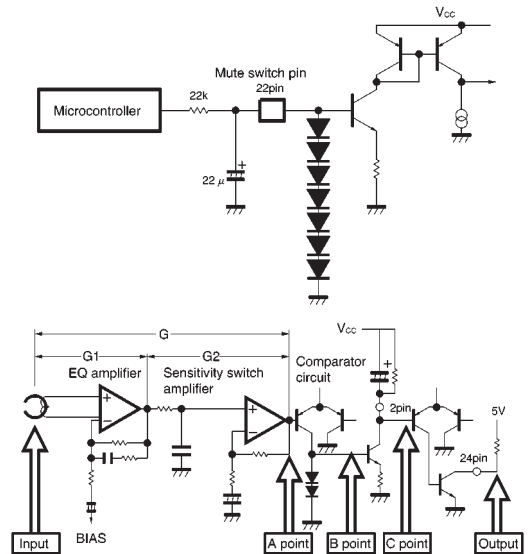 Vcc
Mute switch pin
22pin
22k
Microcontroller
22 μ
+
G
G1
G2
EQ amplifier
Sensitivity switch
amplifier
Comparator
circuit
Vcc
+
2pin
5V
24pin
+
−
+
−
BIAS
Input
A point
B point
C point
Output